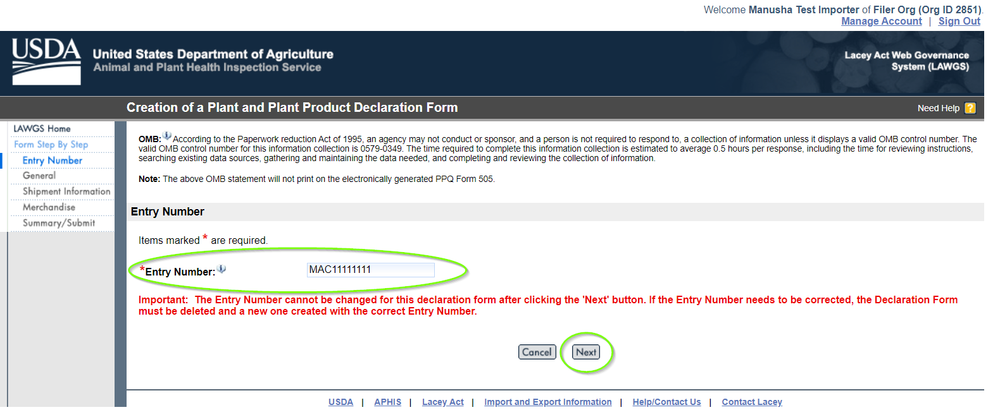 Welcome Manusha Test Importer of Filer Org (Org ID 2851).
Manage Account | Sign Out
USDA
United States Department of Agriculture
Animal and Plant Health Inspection Service
Lacey Act Web Governance
System (LAWGS)
Creation of a Plant and Plant Product Declaration Form
Need Help ?
LAWGS Home
Form Step By Step
Entry Number
General
Shipment Information
Merchandise
Summary/Submit
OMB: i According to the Paperwork reduction Act of 1995, an agency may not conduct or sponsor, and a person is not required to respond to, a collection of information unless it displays a valid OMB control number. The
valid OMB control number for this information collection is 0579-0349. The time required to complete this information collection is estimated to average 0.5 hours per response, including the time for reviewing instructions,
searching existing data sources, gathering and maintaining the data needed, and completing and reviewing the collection of information.
Note: The above OMB statement will not print on the electronically generated PPQ Form 505.
Entry Number
Items marked * are required.
*Entry Number: i MAC11111111
Important: The Entry Number cannot be changed for this declaration form after clicking the 'Next' button. If the Entry Number needs to be corrected, the Declaration Form
must be deleted and a new one created with the correct Entry Number.
Cancel Next
USDA | APHIS | Lacey Act | Import and Export Information | Help/Contact Us | Contact Lacey